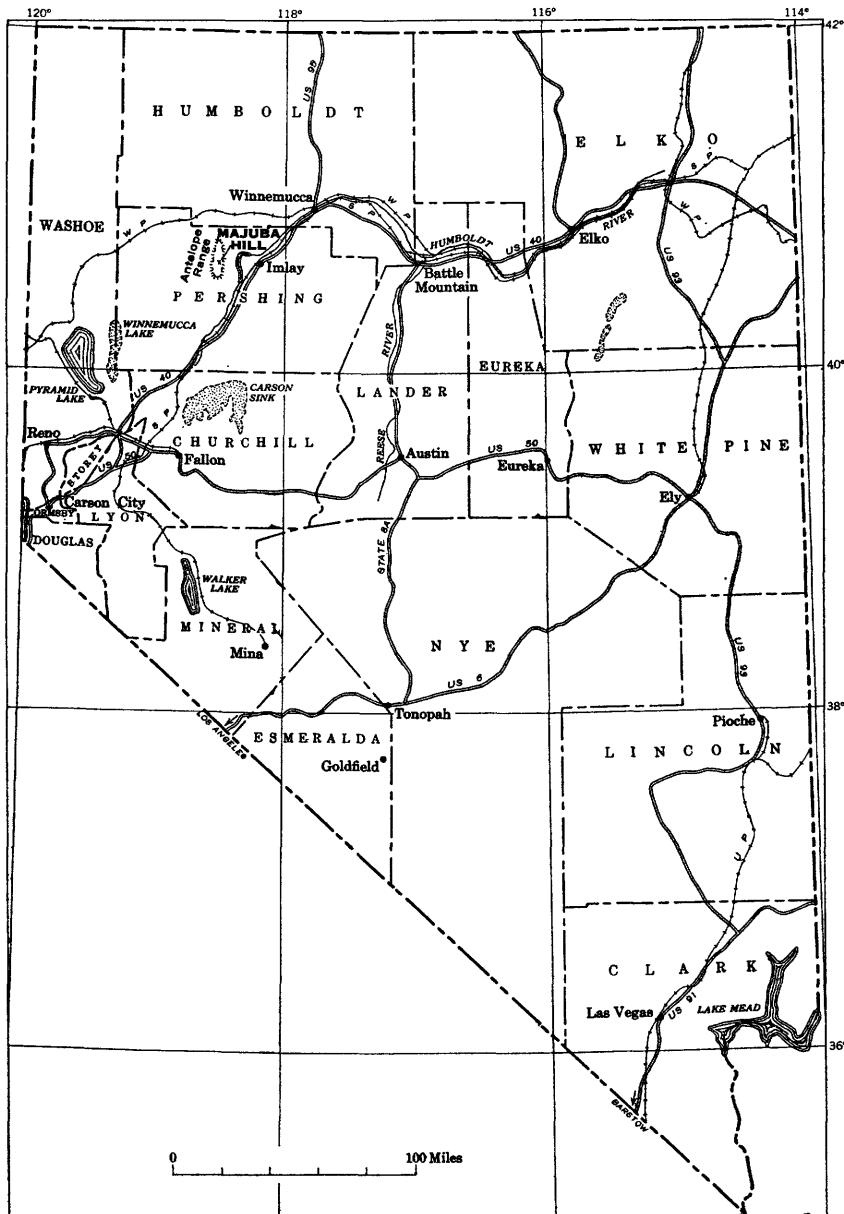 120° 118° 116° 114°
42°
US 95
HUMBOLDT
ELKO
S P
Winnemucca
W P
S P
W P
WASHOE
W P
MAJUBA HILL
Antelope Range
Imlay
HUMBOLDT
RIVER
US 40
Elko
Battle Mountain
US 93
PERSHING
WINNEMUCCA LAKE
RIVER
40°
EUREKA
US 40
CARSON SINK
LANDER
PYRAMID LAKE
S P
Reno
CHURCHILL
REESE
Austin
US 50
WHITE PINE
STOREY
US 50
Fallon
Eureka
Ely
Carson City
ORMSBY
LYON
DOUGLAS
STATE 8A
WALKER LAKE
MINERAL
NYE
Mina
US 6
US 93
38°
Tonopah
LOS ANGELES
Pioche
ESMERALDA
LINCOLN
Goldfield
U P
CLARK
Las Vegas
US 91
LAKE MEAD
36°
BARSTOW
0 100 Miles